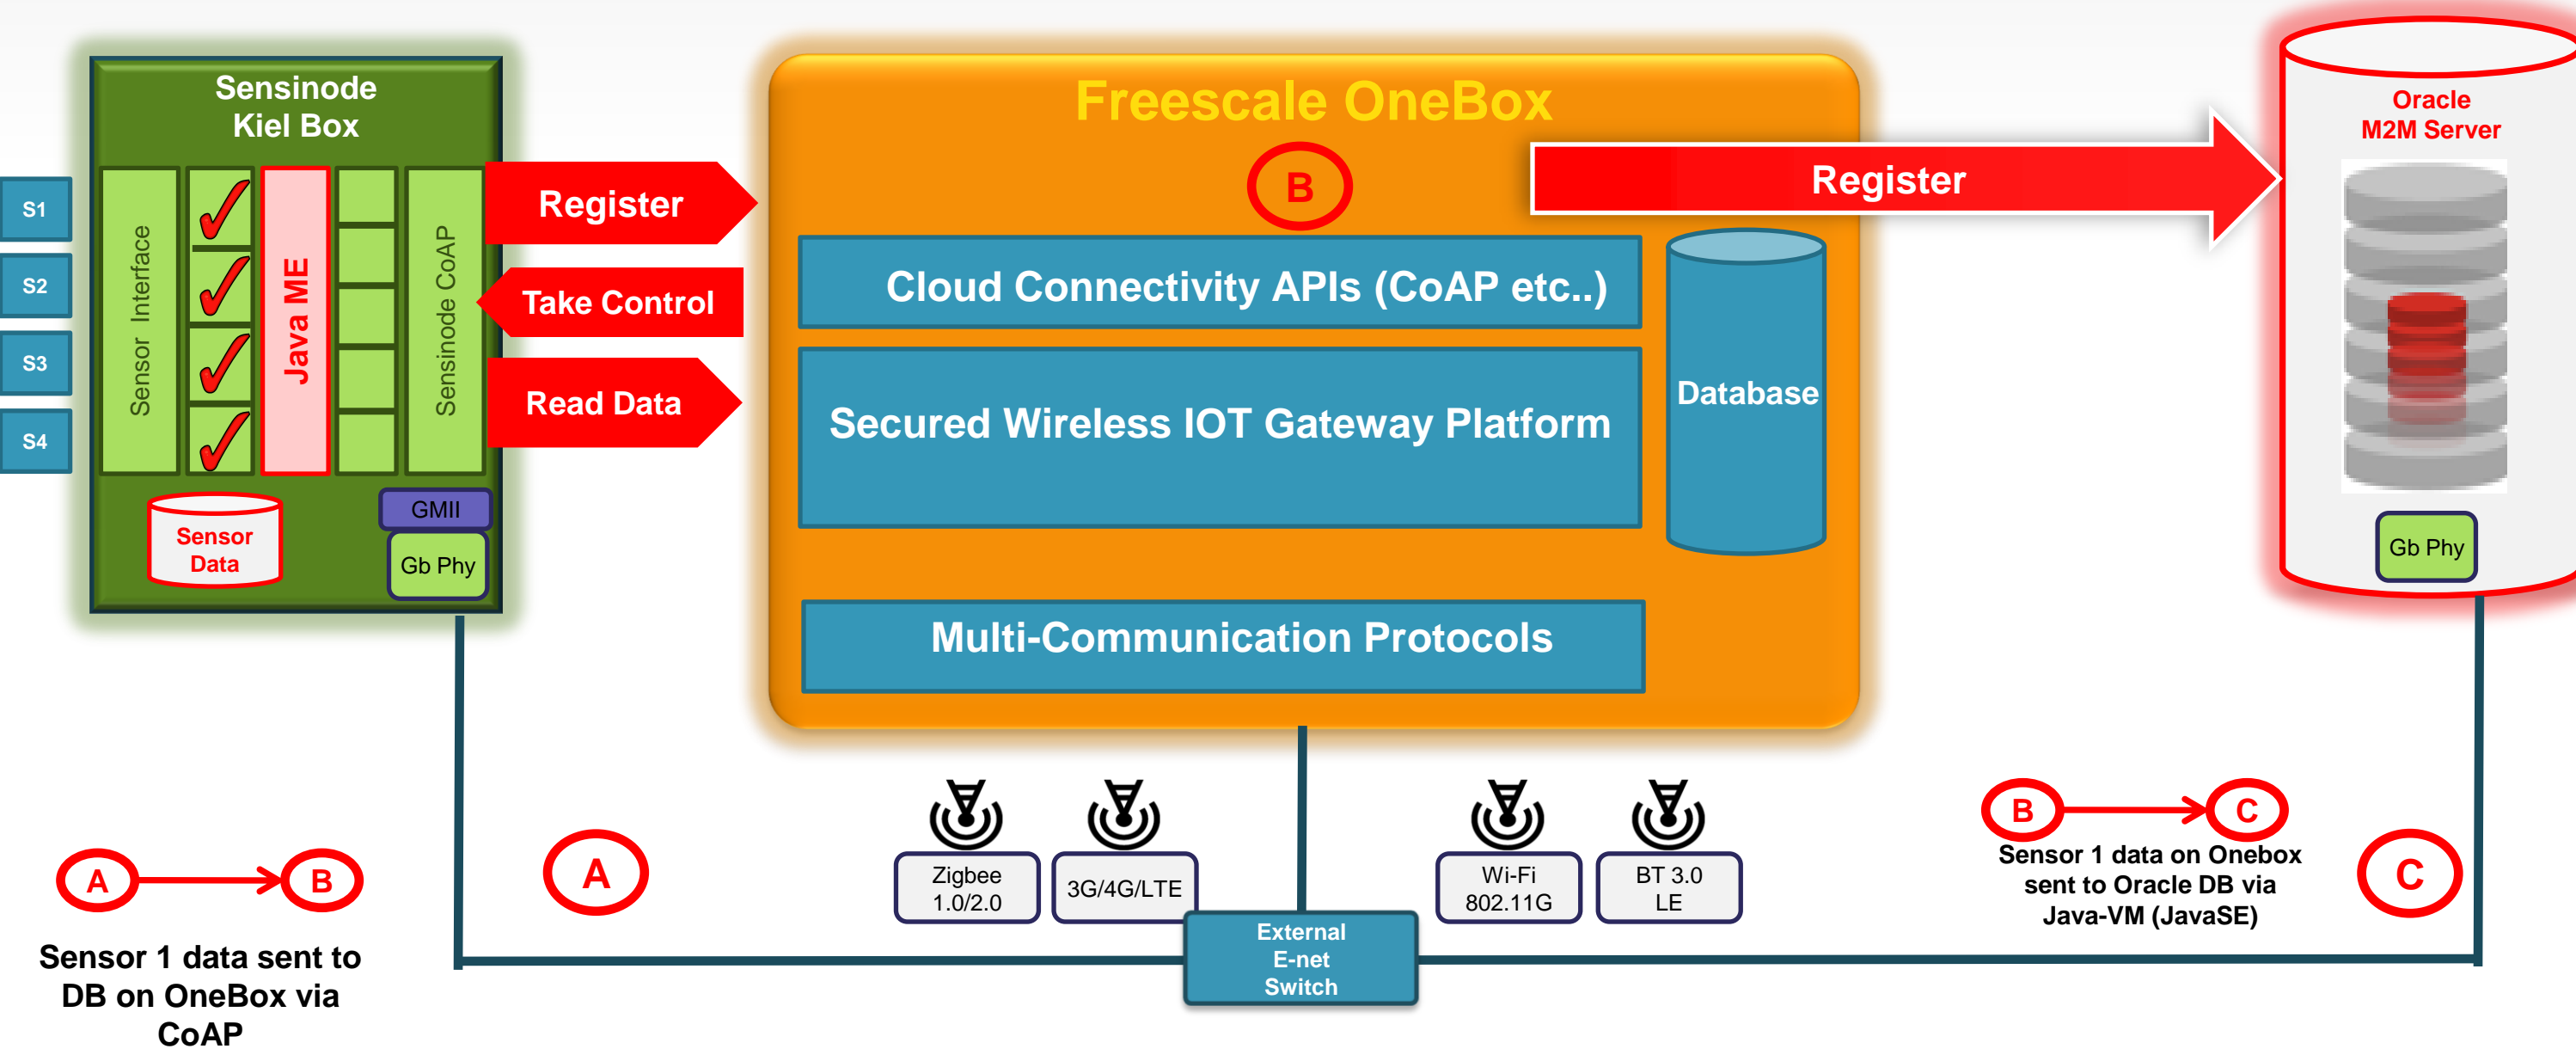 Sensinode
Kiel Box
S1
S2
S3
S4
Sensor Interface
Java ME
Sensinode CoAP
Sensor
Data
GMII
Gb Phy
Register
Take Control
Read Data
Freescale OneBox
B
Cloud Connectivity APIs (CoAP etc..)
Secured Wireless IOT Gateway Platform
Database
Multi-Communication Protocols
Register
Oracle
M2M Server
Gb Phy
A
B
Sensor 1 data sent to
DB on OneBox via
CoAP
A
Zigbee
1.0/2.0
3G/4G/LTE
Wi-Fi
802.11G
BT 3.0
LE
External
E-net
Switch
B
C
Sensor 1 data on Onebox
sent to Oracle DB via
Java-VM (JavaSE)
C